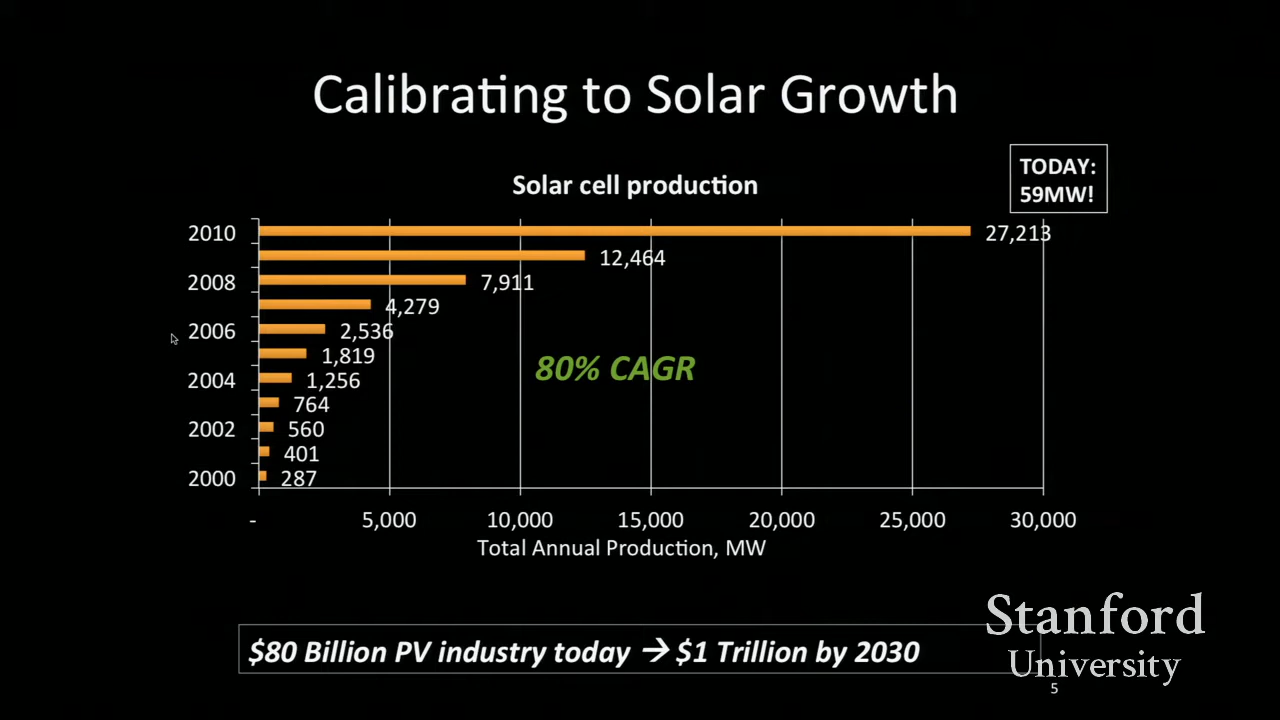 Calibrating to Solar Growth
TODAY:
59MW!
Solar cell production
2010
27,213
12,464
2008
7,911
4,279
2006
2,536
1,819
80% CAGR
2004
1,256
764
2002
560
401
2000
287
-
5,000
10,000
15,000
20,000
25,000
30,000
Total Annual Production, MW
Stanford
University
$80 Billion PV industry today → $1 Trillion by 2030
5